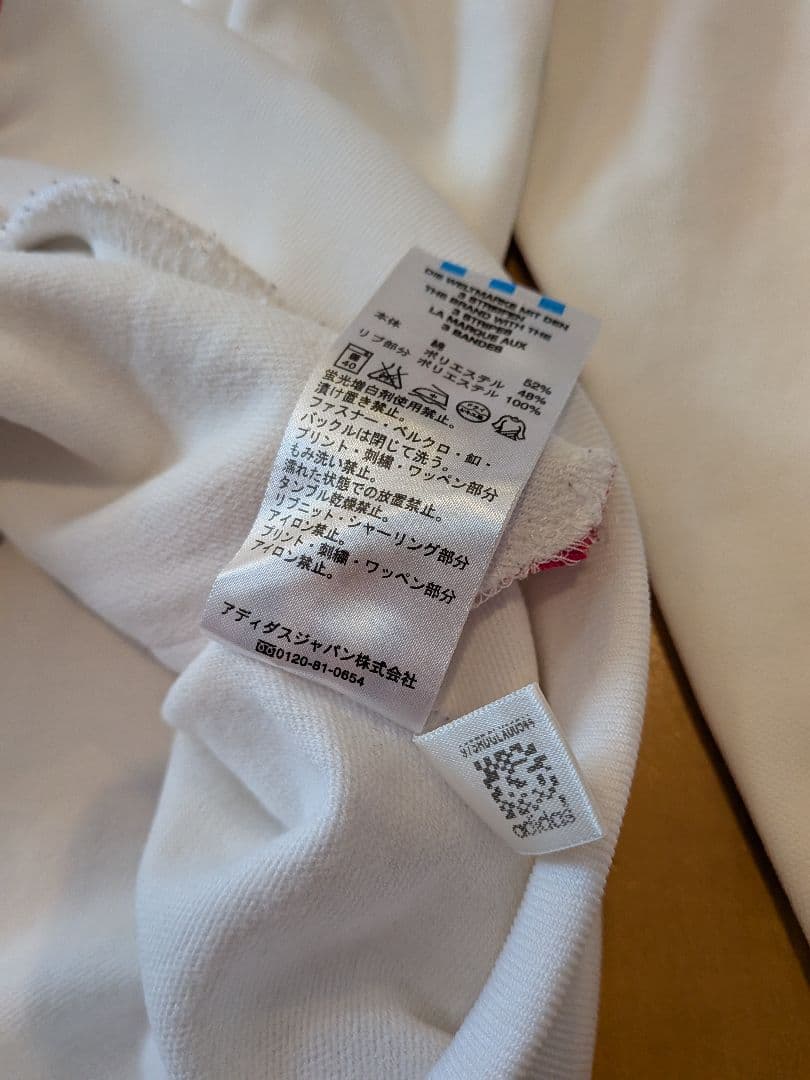 DIE WELTMARKE MIT DEN
3 STREIFEN
THE BRAND WITH THE
3 STRIPES
LA MARQUE AUX
3 BANDES
本体 綿 52%
ポリエステル 48%
リブ部分 ポリエステル 100%
40
蛍光増白剤使用禁止。
漬け置き禁止。
ファスナー・ベルクロ・釦・
バックルは閉じて洗う。
プリント・刺繍・ワッペン部分
もみ洗い禁止。
濡れた状態での放置禁止。
タンブル乾燥禁止。
リブニット・シャーリング部分
アイロン禁止。
プリント・刺繍・ワッペン部分
アイロン禁止。
アディダスジャパン株式会社
0120-81-0654
adidas